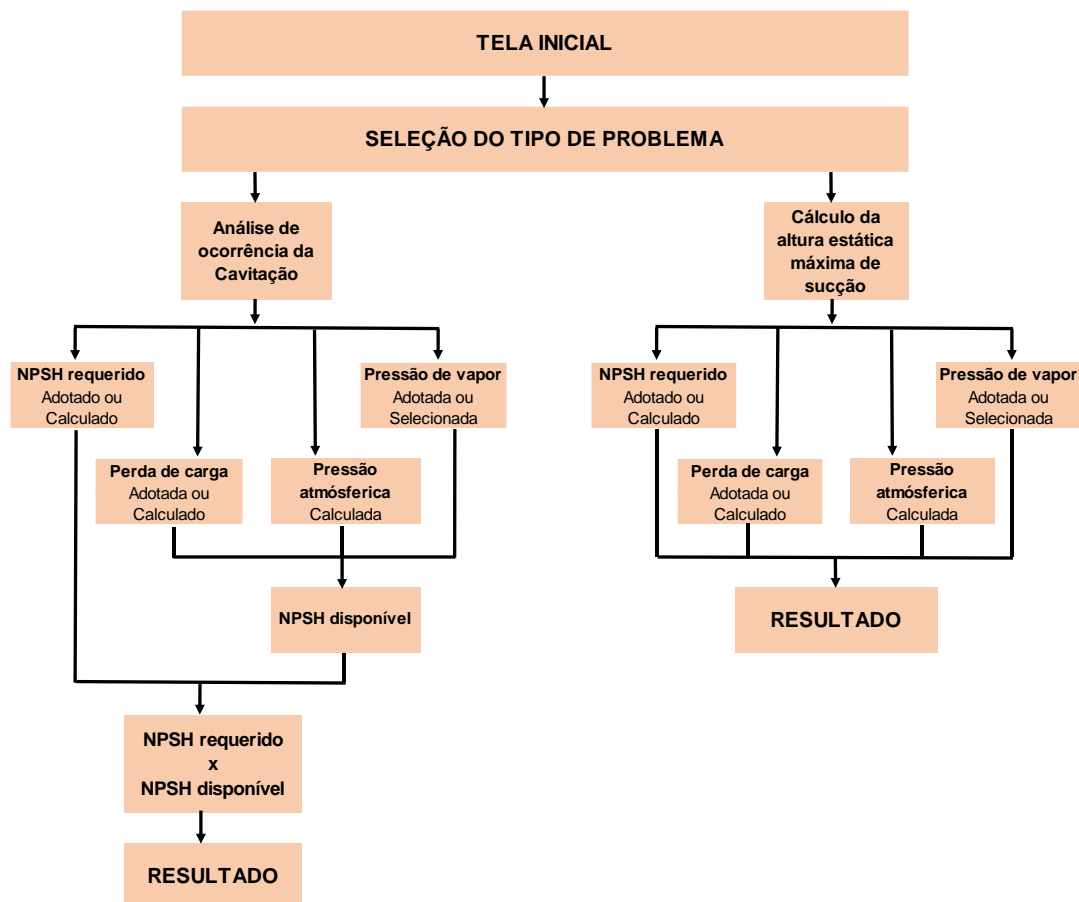 TELA INICIAL
SELEÇÃO DO TIPO DE PROBLEMA
Análise de
ocorrência da
Cavitação
Cálculo da
altura estática
máxima de
sucção
NPSH requerido
Adotado ou
Calculado
Pressão de vapor
Adotada ou
Selecionada
NPSH requerido
Adotado ou
Calculado
Pressão de vapor
Adotada ou
Selecionada
Perda de carga
Adotada ou
Calculado
Pressão
atmósferica
Calculada
Perda de carga
Adotada ou
Calculado
Pressão
atmósferica
Calculada
NPSH disponível
RESULTADO
NPSH requerido
x
NPSH disponível
RESULTADO